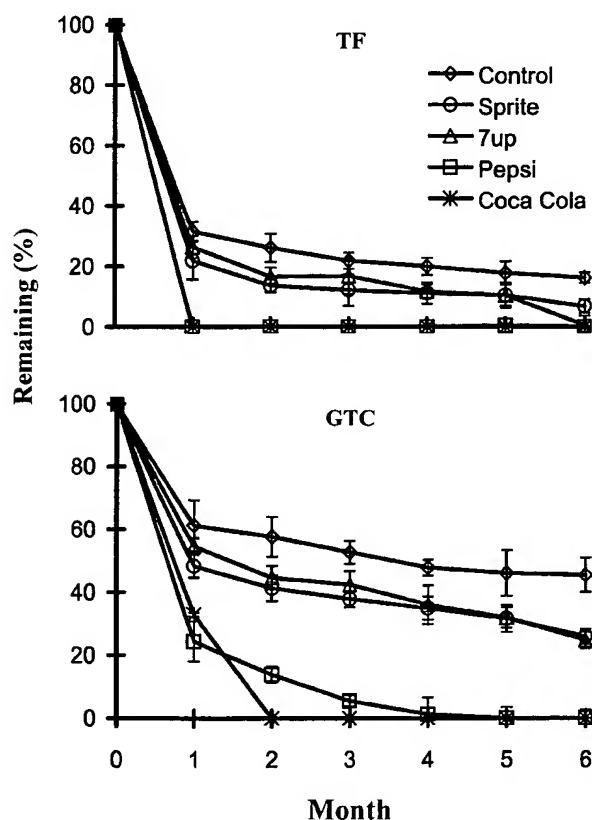 TF
Control
Sprite
7up
Pepsi
Coca Cola
100
80
60
40
20
0
Remaining (%)
GTC
100
80
60
40
20
0
0 1 2 3 4 5 6
Month